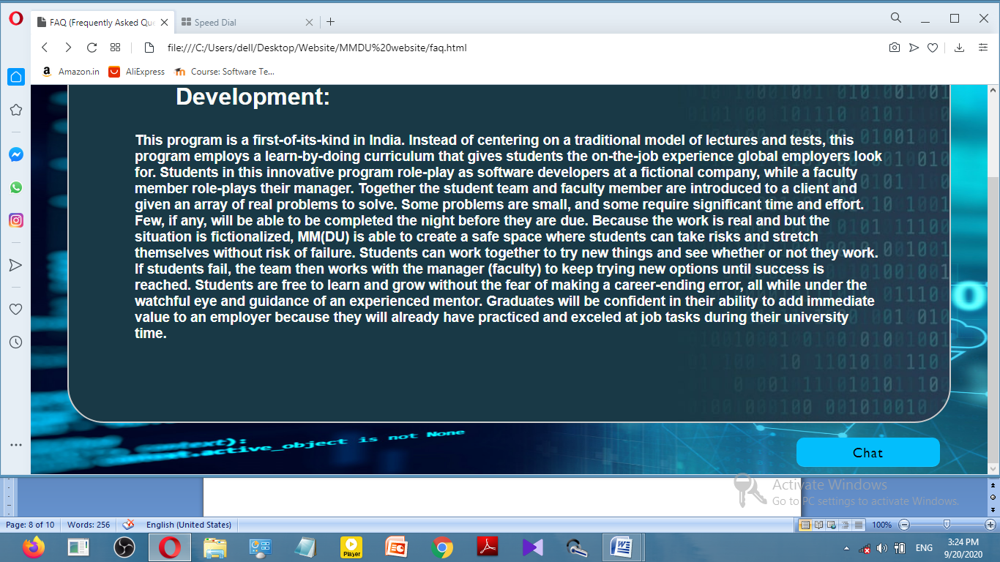 FAQ (Frequently Asked Que
Speed Dial
file:///C:/Users/dell/Desktop/Website/MMDU%20website/faq.html
Amazon.in
AliExpress
Course: Software Te...
Development:
This program is a first-of-its-kind in India. Instead of centering on a traditional model of lectures and tests, this
program employs a learn-by-doing curriculum that gives students the on-the-job experience global employers look
for. Students in this innovative program role-play as software developers at a fictional company, while a faculty
member role-plays their manager. Together the student team and faculty member are introduced to a client and
given an array of real problems to solve. Some problems are small, and some require significant time and effort.
Few, if any, will be able to be completed the night before they are due. Because the work is real and but the
situation is fictionalized, MM(DU) is able to create a safe space where students can take risks and stretch
themselves without risk of failure. Students can work together to try new things and see whether or not they work.
If students fail, the team then works with the manager (faculty) to keep trying new options until success is
reached. Students are free to learn and grow without the fear of making a career-ending error, all while under the
watchful eye and guidance of an experienced mentor. Graduates will be confident in their ability to add immediate
value to an employer because they will already have practiced and exceled at job tasks during their university
time.
context):
active_object is not None
Chat
Activate Windows
Go to PC settings to activate Windows.
Page: 8 of 10
Words: 256
English (United States)
100%
Player
ENG
3:24 PM
9/20/2020